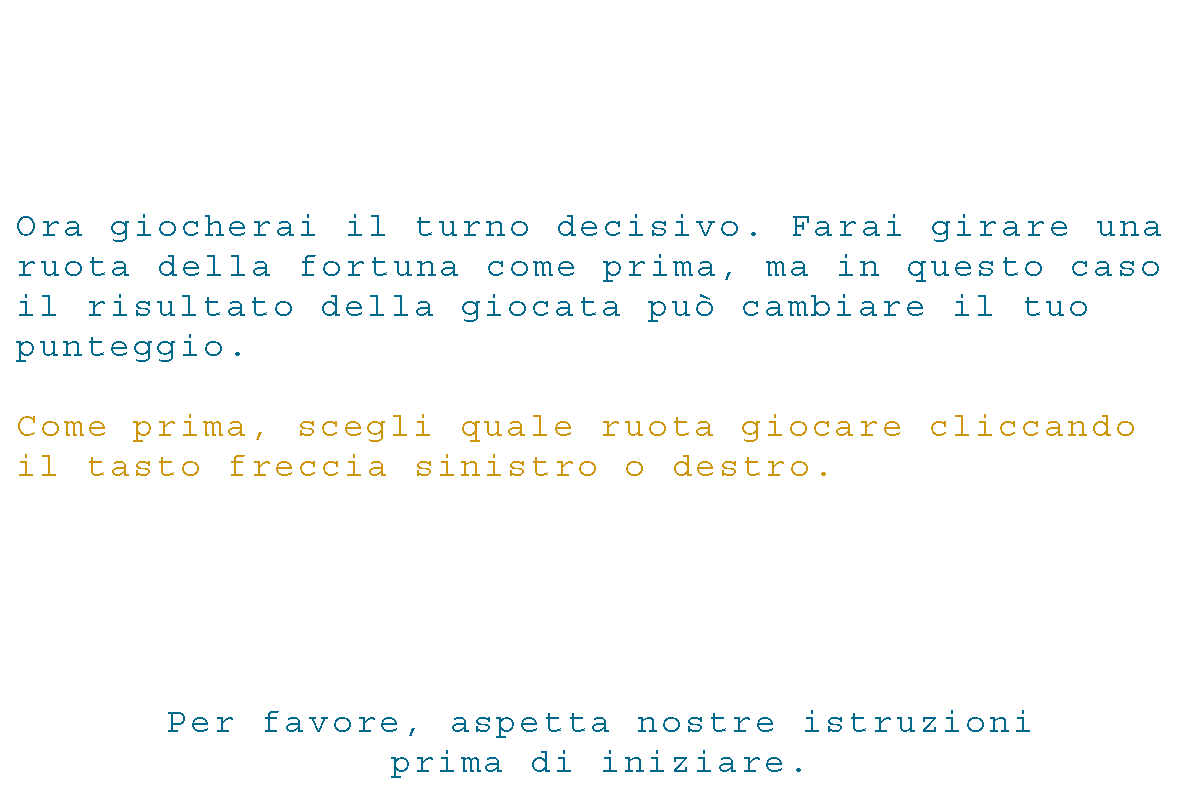 Ora giocherai il turno decisivo. Farai girare una
ruota della fortuna come prima, ma in questo caso
il risultato della giocata può cambiare il tuo
punteggio.
Come prima, scegli quale ruota giocare cliccando
il tasto freccia sinistro o destro.
Per favore, aspetta nostre istruzioni
prima di iniziare.